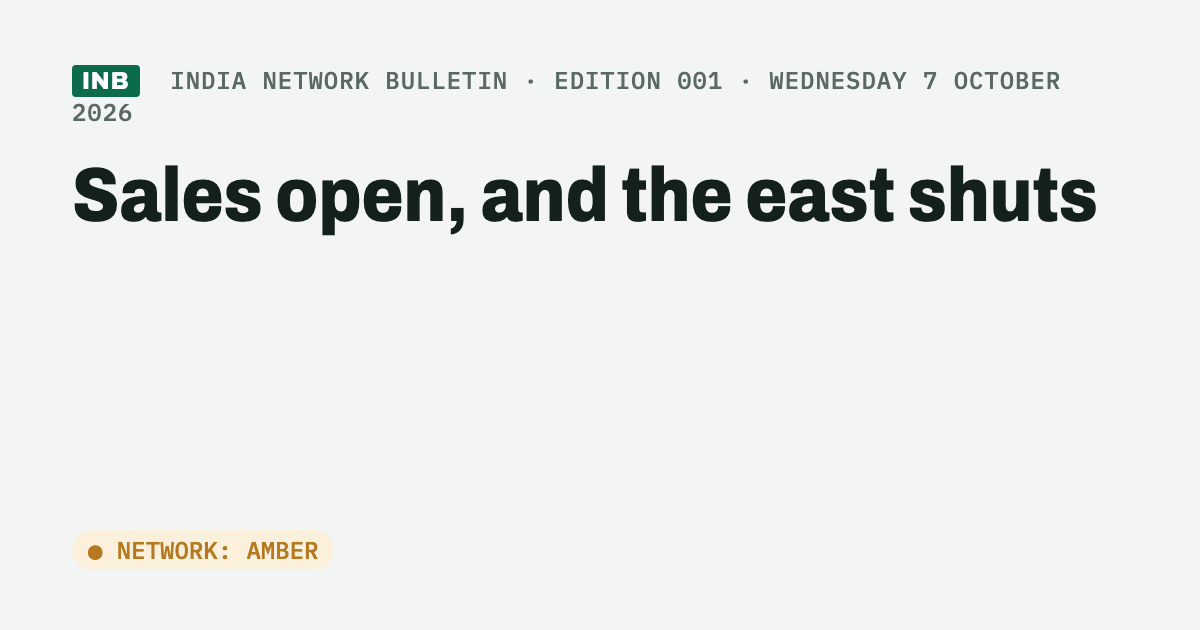 INB INDIA NETWORK BULLETIN · EDITION 001 · WEDNESDAY 7 OCTOBER
2026
Sales open, and the east shuts
● NETWORK: AMBER